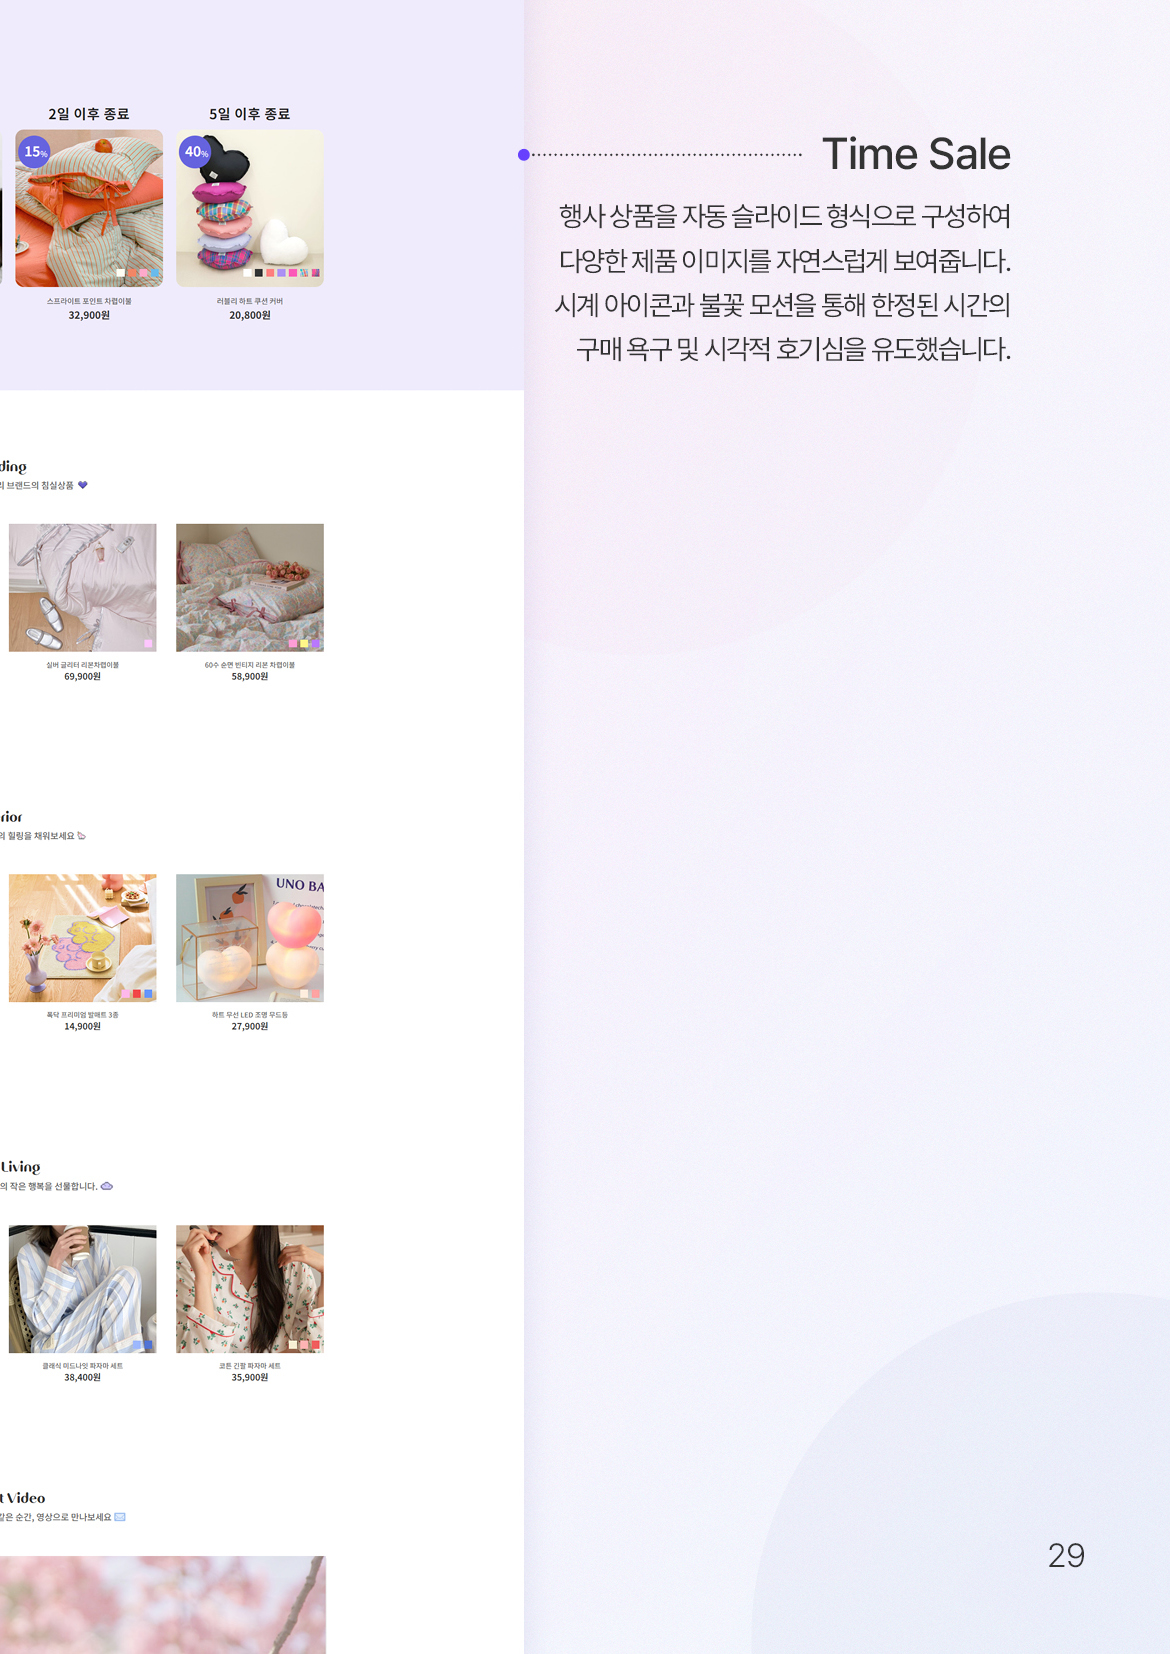 2일 이후 종료
5일 이후 종료
15%
40%
스프라이트 포인트 차렵이불
32,900원
러블리 하트 쿠션 커버
20,800원
Time Sale
행사 상품을 자동 슬라이드 형식으로 구성하여
다양한 제품 이미지를 자연스럽게 보여줍니다.
시계 아이콘과 불꽃 모션을 통해 한정된 시간의
구매 욕구 및 시각적 호기심을 유도했습니다.
ding
브랜드의 침실상품
실버 글리터 리본차렵이불
69,900원
60수 순면 빈티지 리본 차렵이불
58,900원
rior
의 힐링을 채워보세요
UNO BA
폭닥 프리미엄 발매트 3종
14,900원
하트 무선 LED 조명 무드등
27,900원
Living
의 작은 행복을 선물합니다.
클래식 미드나잇 파자마 세트
38,400원
코튼 긴팔 파자마 세트
35,900원
t Video
같은 순간, 영상으로 만나보세요
29